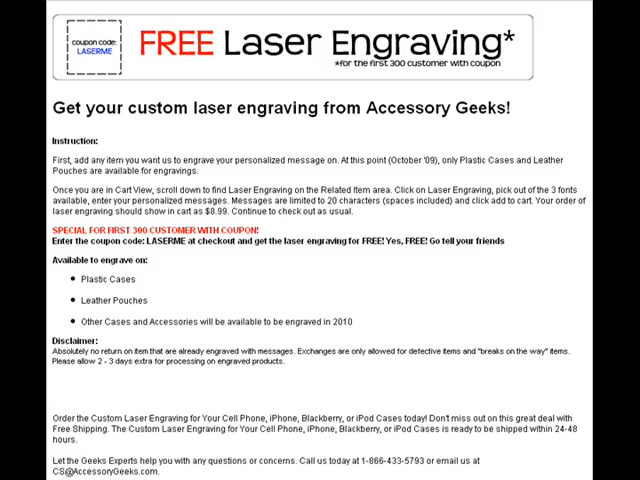 coupon code:
LASERME
FREE Laser Engraving*
*for the first 300 customer with coupon
Get your custom laser engraving from Accessory Geeks!
Instruction:
First, add any item you want us to engrave your personalized message on. At this point (October '09), only Plastic Cases and Leather
Pouches are available for engravings.
Once you are in Cart View, scroll down to find Laser Engraving on the Related Item area. Click on Laser Engraving, pick out of the 3 fonts
available, enter your personalized messages. Messages are limited to 20 characters (spaces included) and click add to cart. Your order of
laser engraving should show in cart as $8.99. Continue to check out as usual.
SPECIAL FOR FIRST 300 CUSTOMER WITH COUPON!
Enter the coupon code: LASERME at checkout and get the laser engraving for FREE! Yes, FREE! Go tell your friends
Available to engrave on:
• Plastic Cases
• Leather Pouches
• Other Cases and Accessories will be available to be engraved in 2010
Disclaimer:
Absolutely no return on item that are already engraved with messages. Exchanges are only allowed for defective items and "breaks on the way" items.
Please allow 2 - 3 days extra for processing on engraved products.
Order the Custom Laser Engraving for Your Cell Phone, iPhone, Blackberry, or iPod Cases today! Don't miss out on this great deal with
Free Shipping. The Custom Laser Engraving for Your Cell Phone, iPhone, Blackberry, or iPod Cases is ready to be shipped within 24-48
hours.
Let the Geeks Experts help you with any questions or concerns. Call us today at 1-866-433-5793 or email us at
CS@AccessoryGeeks.com.